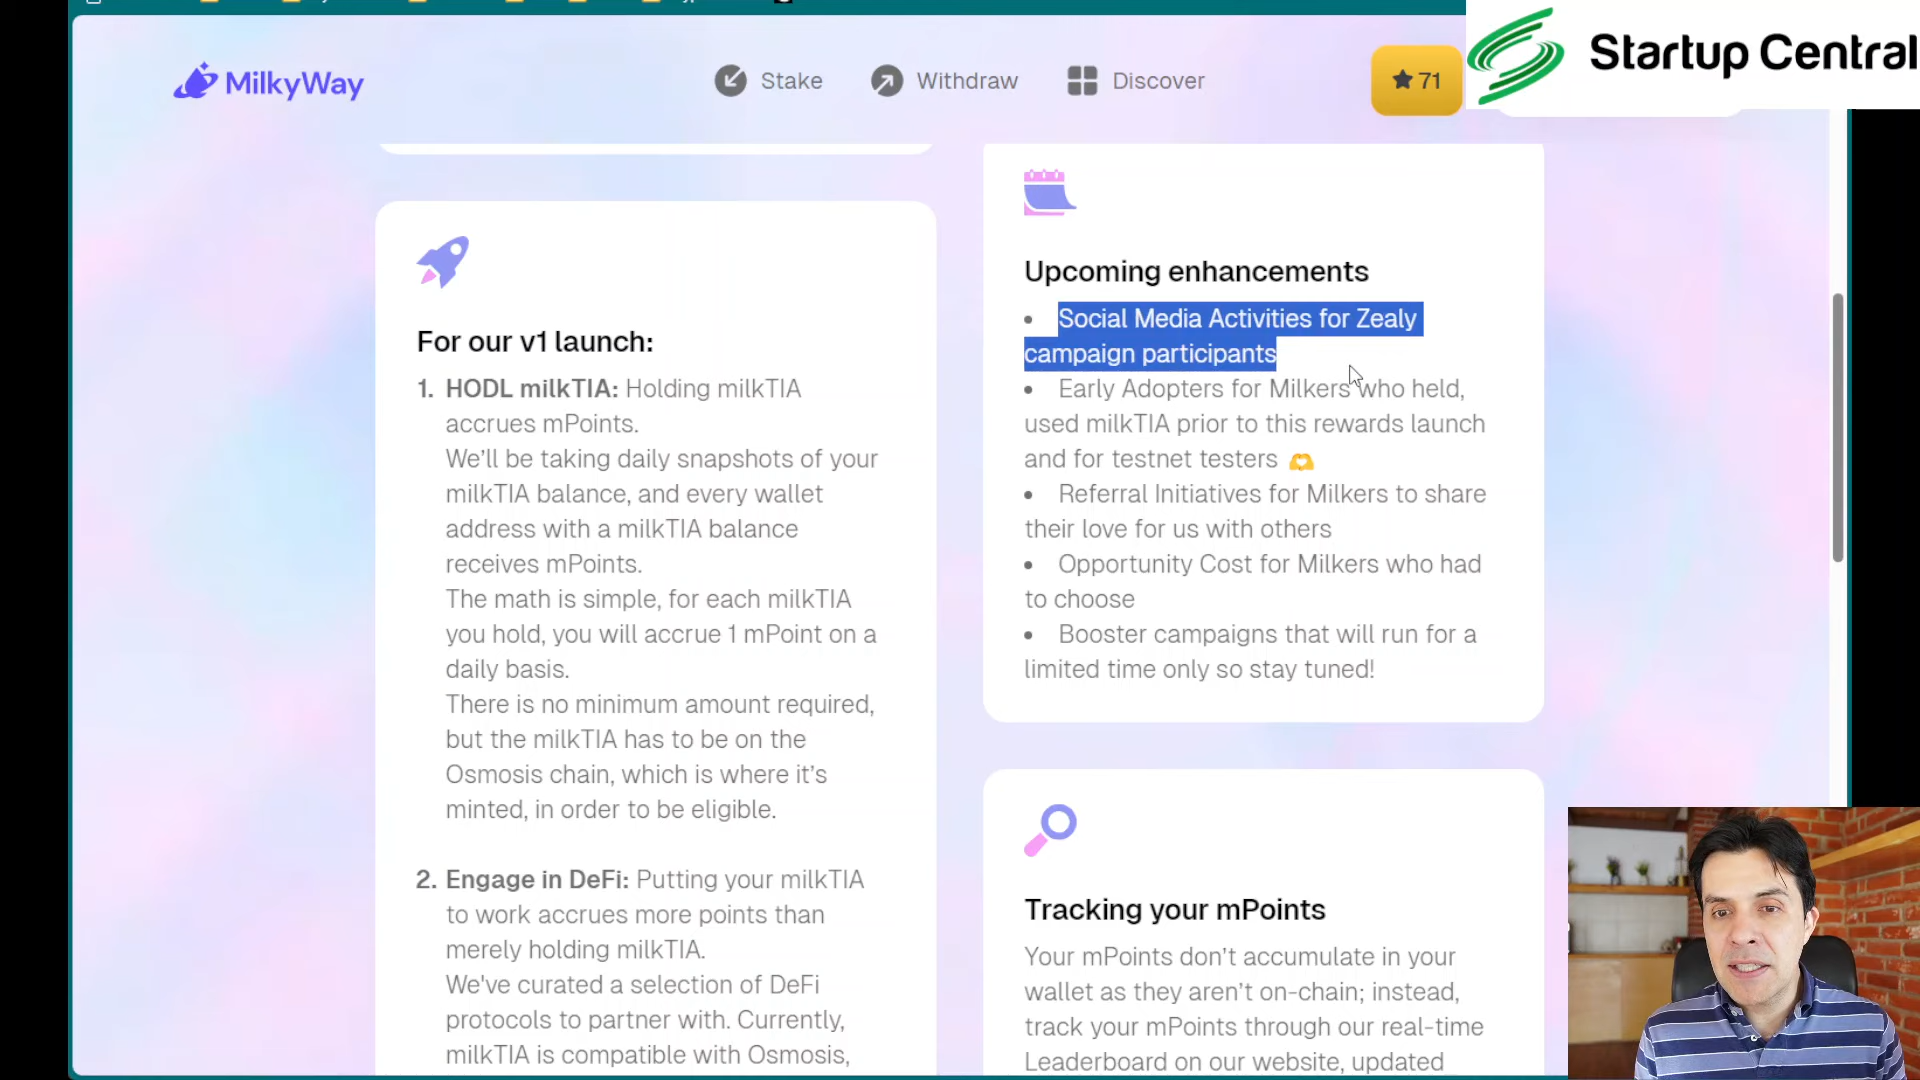 MilkyWay
Stake
Withdraw
Discover
71
Startup Central
For our v1 launch:
1. HODL milkTIA: Holding milkTIA
accrues mPoints.
We'll be taking daily snapshots of your
milkTIA balance, and every wallet
address with a milkTIA balance
receives mPoints.
The math is simple, for each milkTIA
you hold, you will accrue 1 mPoint on a
daily basis.
There is no minimum amount required,
but the milkTIA has to be on the
Osmosis chain, which is where it's
minted, in order to be eligible.
2. Engage in DeFi: Putting your milkTIA
to work accrues more points than
merely holding milkTIA.
We've curated a selection of DeFi
protocols to partner with. Currently,
milkTIA is compatible with Osmosis,
Upcoming enhancements
• Social Media Activities for Zealy
campaign participants
• Early Adopters for Milkers who held,
used milkTIA prior to this rewards launch
and for testnet testers 🫶
• Referral Initiatives for Milkers to share
their love for us with others
• Opportunity Cost for Milkers who had
to choose
• Booster campaigns that will run for a
limited time only so stay tuned!
Tracking your mPoints
Your mPoints don't accumulate in your
wallet as they aren't on-chain; instead,
track your mPoints through our real-time
Leaderboard on our website, updated